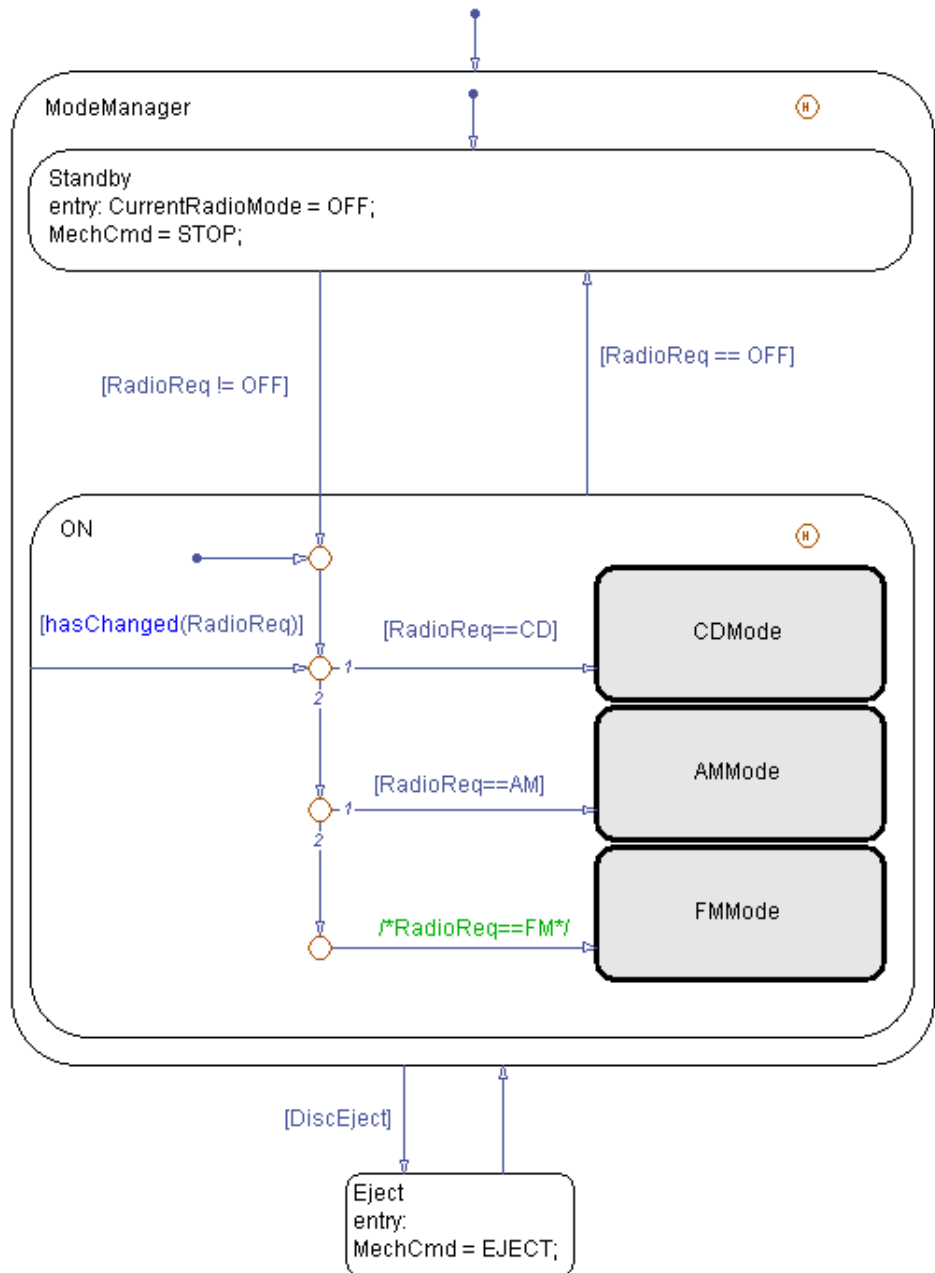 ModeManager
H
Standby
entry: CurrentRadioMode = OFF;
MechCmd = STOP;
[RadioReq != OFF]
[RadioReq == OFF]
ON
H
[hasChanged(RadioReq)]
[RadioReq==CD]
CDMode
1
2
[RadioReq==AM]
AMMode
1
2
/*RadioReq==FM*/
FMMode
[DiscEject]
Eject
entry:
MechCmd = EJECT;